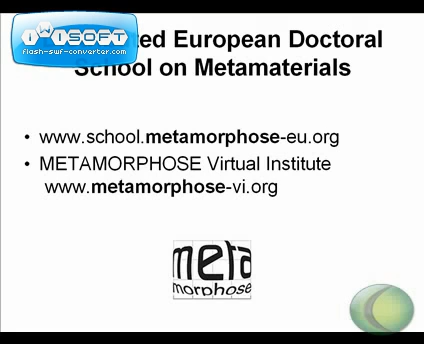 iWiSOFT
flash-swf-converter.com
ted European Doctoral
School on Metamaterials
• www.school.metamorphose-eu.org
• METAMORPHOSE Virtual Institute
www.metamorphose-vi.org
meta
morphose